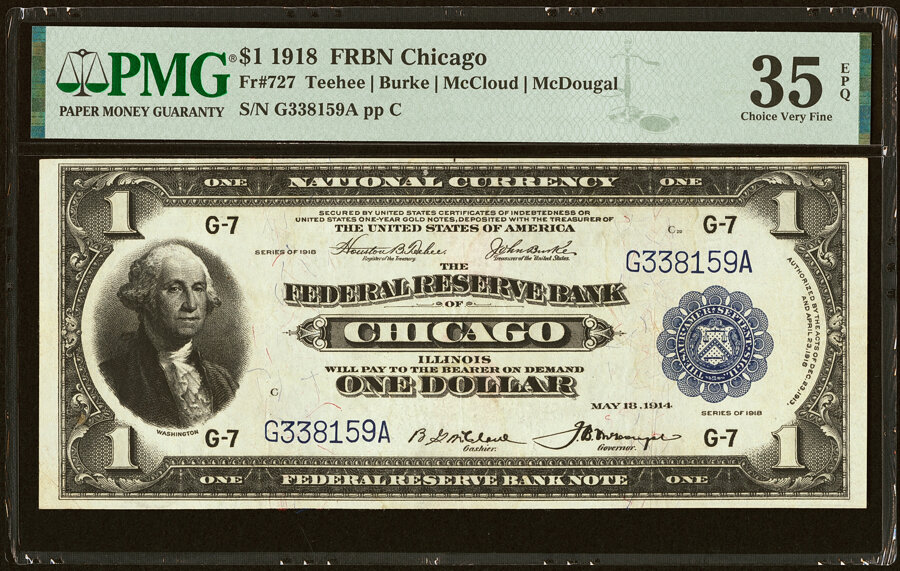 PMG®
PAPER MONEY GUARANTY
$1 1918 FRBN Chicago
Fr#727 Teehee | Burke | McCloud | McDougal
S/N G338159A pp C
35
EPQ
Choice Very Fine
ONE NATIONAL CURRENCY ONE
1 1
G-7 G-7
SECURED BY UNITED STATES CERTIFICATES OF INDEBTEDNESS OR
UNITED STATES ONE-YEAR GOLD NOTES, DEPOSITED WITH THE TREASURER OF
THE UNITED STATES OF AMERICA
SERIES OF 1918
Houston B. Teehee
Register of the Treasury.
John Burke
Treasurer of the United States.
G338159A
THE
FEDERAL RESERVE BANK
OF
CHICAGO
ILLINOIS
WILL PAY TO THE BEARER ON DEMAND
ONE DOLLAR
C
MAY 18, 1914
SERIES OF 1918
AUTHORIZED BY THE ACTS OF DEC. 23, 1913,
AND APRIL 23, 1918
WASHINGTON
G-7 G338159A
Cashier.
J.B. McDougal
Governor.
G-7
1 1
ONE FEDERAL RESERVE BANK NOTE ONE